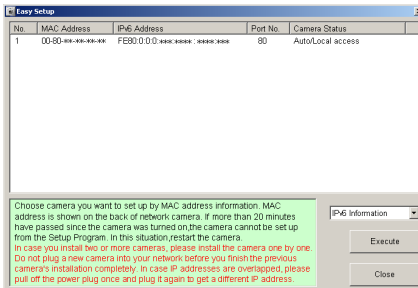 Easy Setup
No. MAC Address IPv6 Address Port No. Camera Status
1 00-80-**-**-**-** FE80:0:0:0:***:**** : ****:*** 80 Auto/Local access
Choose camera you want to set up by MAC address information. MAC
address is shown on the back of network camera. If more than 20 minutes
have passed since the camera was turned on,the camera cannot be set up
from the Setup Program. In this situation,restart the camera.
In case you install two or more cameras, please install the camera one by one.
Do not plug a new camera into your network before you finish the previous
camera's installation completely. In case IP addresses are overlapped, please
pull off the power plug once and plug it again to get a different IP address.
IPv6 Information
Execute
Close